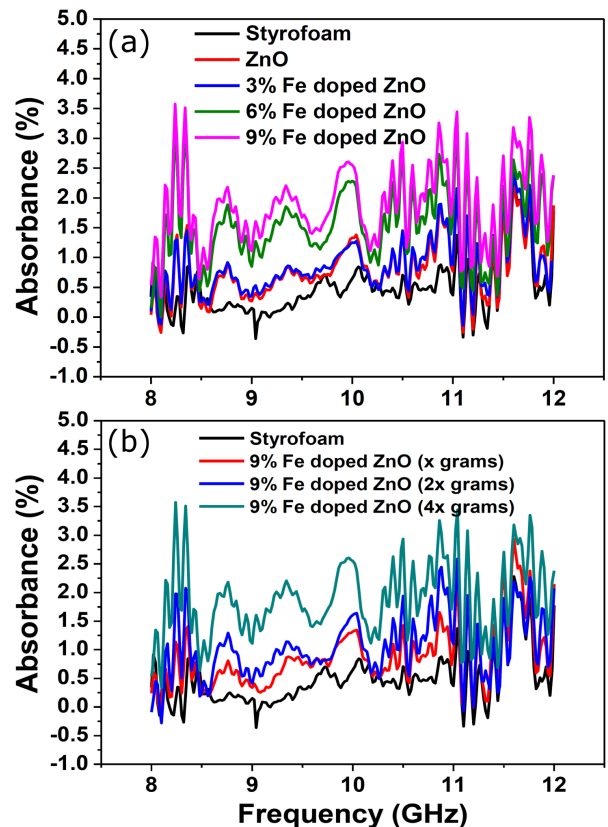 (a)
Styrofoam
ZnO
3% Fe doped ZnO
6% Fe doped ZnO
9% Fe doped ZnO
Absorbance (%)
5.0
4.5
4.0
3.5
3.0
2.5
2.0
1.5
1.0
0.5
0.0
-0.5
-1.0
8 9 10 11 12
(b)
Styrofoam
9% Fe doped ZnO (x grams)
9% Fe doped ZnO (2x grams)
9% Fe doped ZnO (4x grams)
Absorbance (%)
5.0
4.5
4.0
3.5
3.0
2.5
2.0
1.5
1.0
0.5
0.0
-0.5
-1.0
8 9 10 11 12
Frequency (GHz)